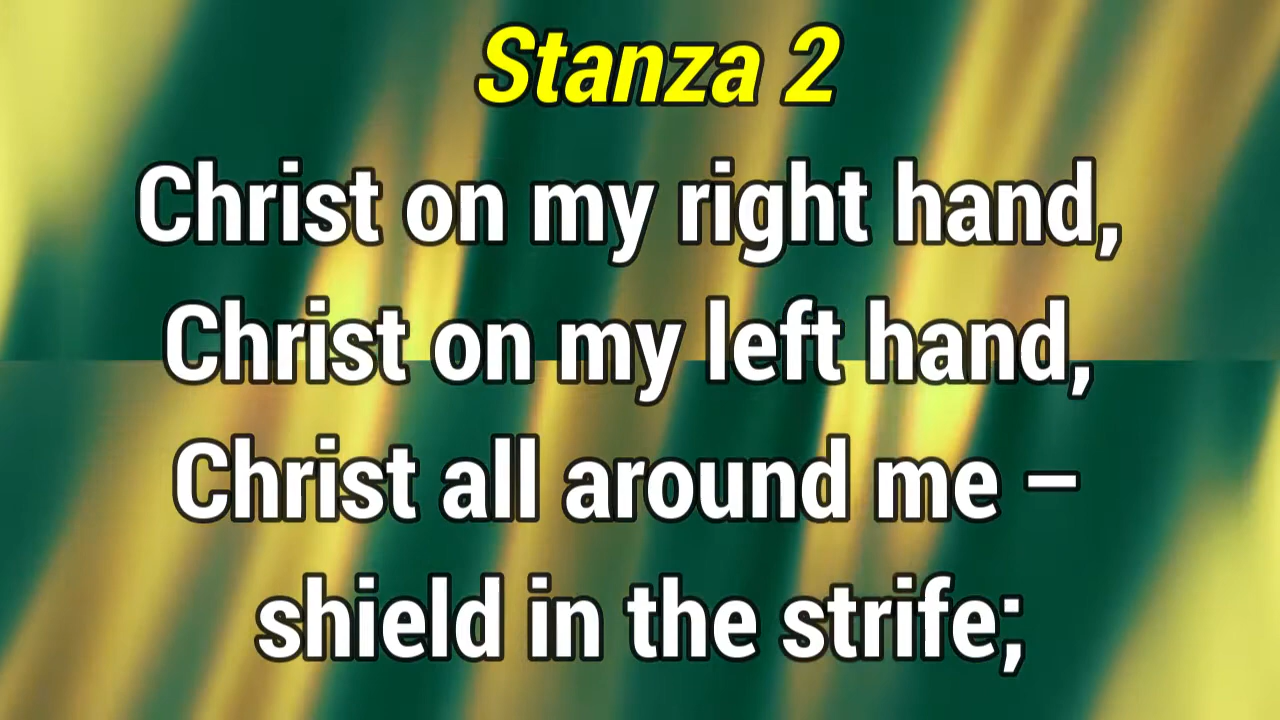 Stanza 2
Christ on my right hand,
Christ on my left hand,
Christ all around me –
shield in the strife;